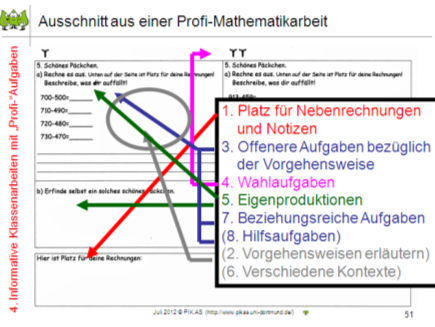 Ausschnitt aus einer Profi-Mathematikarbeit
4. Informative Klassenarbeiten mit „Profi-“Aufgaben
5. Schönes Päckchen.
a) Rechne es aus. Unten auf der Seite ist Platz für deine Rechnungen!
Beschreibe, was dir auffällt!
700-500=
710-490=
720-480=
730-470=
b) Erfinde selbst ein solches schönes Päckchen.
Hier ist Platz für deine Rechnungen:
5. Schönes Päckchen.
a) Rechne es aus. Unten auf der Seite ist Platz für deine Rechnungen!
Beschreibe, was dir auffällt!
1. Platz für Nebenrechnungen
und Notizen
3. Offenere Aufgaben bezüglich
der Vorgehensweise
4. Wahlaufgaben
5. Eigenproduktionen
7. Beziehungsreiche Aufgaben
(8. Hilfsaufgaben)
(2. Vorgehensweisen erläutern)
(6. Verschiedene Kontexte)
Juli 2012 © PIK AS (http://www.pikas.uni-dortmund.de/)
51